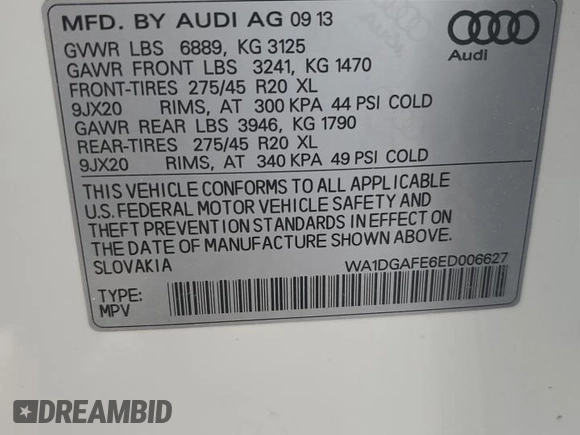 MFD. BY AUDI AG 09 13
GVWR LBS 6889, KG 3125
GAWR FRONT LBS 3241, KG 1470
FRONT-TIRES 275/45 R20 XL
9JX20 RIMS, AT 300 KPA 44 PSI COLD
GAWR REAR LBS 3946, KG 1790
REAR-TIRES 275/45 R20 XL
9JX20 RIMS, AT 340 KPA 49 PSI COLD
THIS VEHICLE CONFORMS TO ALL APPLICABLE
U.S. FEDERAL MOTOR VEHICLE SAFETY AND
THEFT PREVENTION STANDARDS IN EFFECT ON
THE DATE OF MANUFACTURE SHOWN ABOVE.
SLOVAKIA WA1DGAFE6ED006627
TYPE:
MPV
Audi
DREAMBID